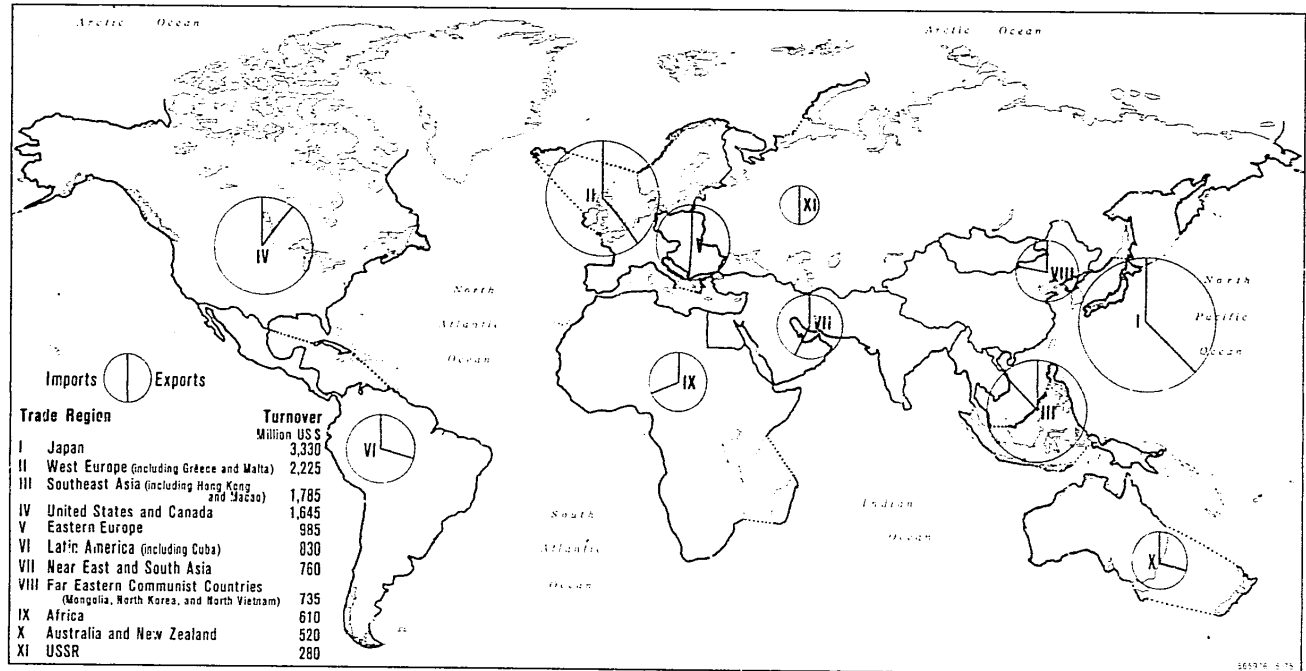 Arctic Ocean
Arctic Ocean
II
XI
IV
V
VIII
North
Pacific
Ocean
I
North
Atlantic
Ocean
VII
IX
III
VI
Imports Exports
Trade Region Turnover
Million US $
I Japan 3,330
II West Europe (including Greece and Malta) 2,225
III Southeast Asia (including Hong Kong
and Macao) 1,785
IV United States and Canada 1,645
V Eastern Europe 985
VI Latin America (including Cuba) 830
VII Near East and South Asia 760
VIII Far Eastern Communist Countries
(Mongolia, North Korea, and North Vietnam) 735
IX Africa 610
X Australia and New Zealand 520
XI USSR 280
South
Atlantic
Ocean
Indian
Ocean
X